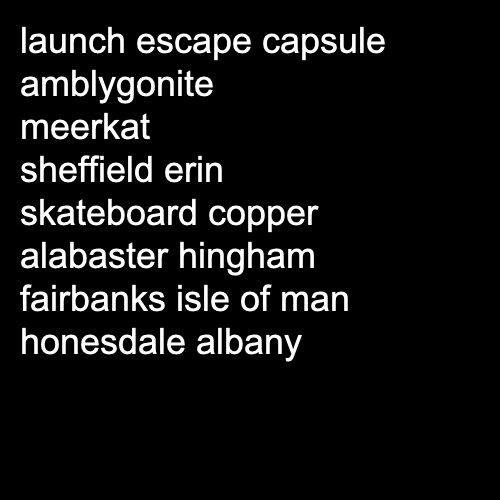 launch escape capsule
amblygonite
meerkat
sheffield erin
skateboard copper
alabaster hingham
fairbanks isle of man
honesdale albany